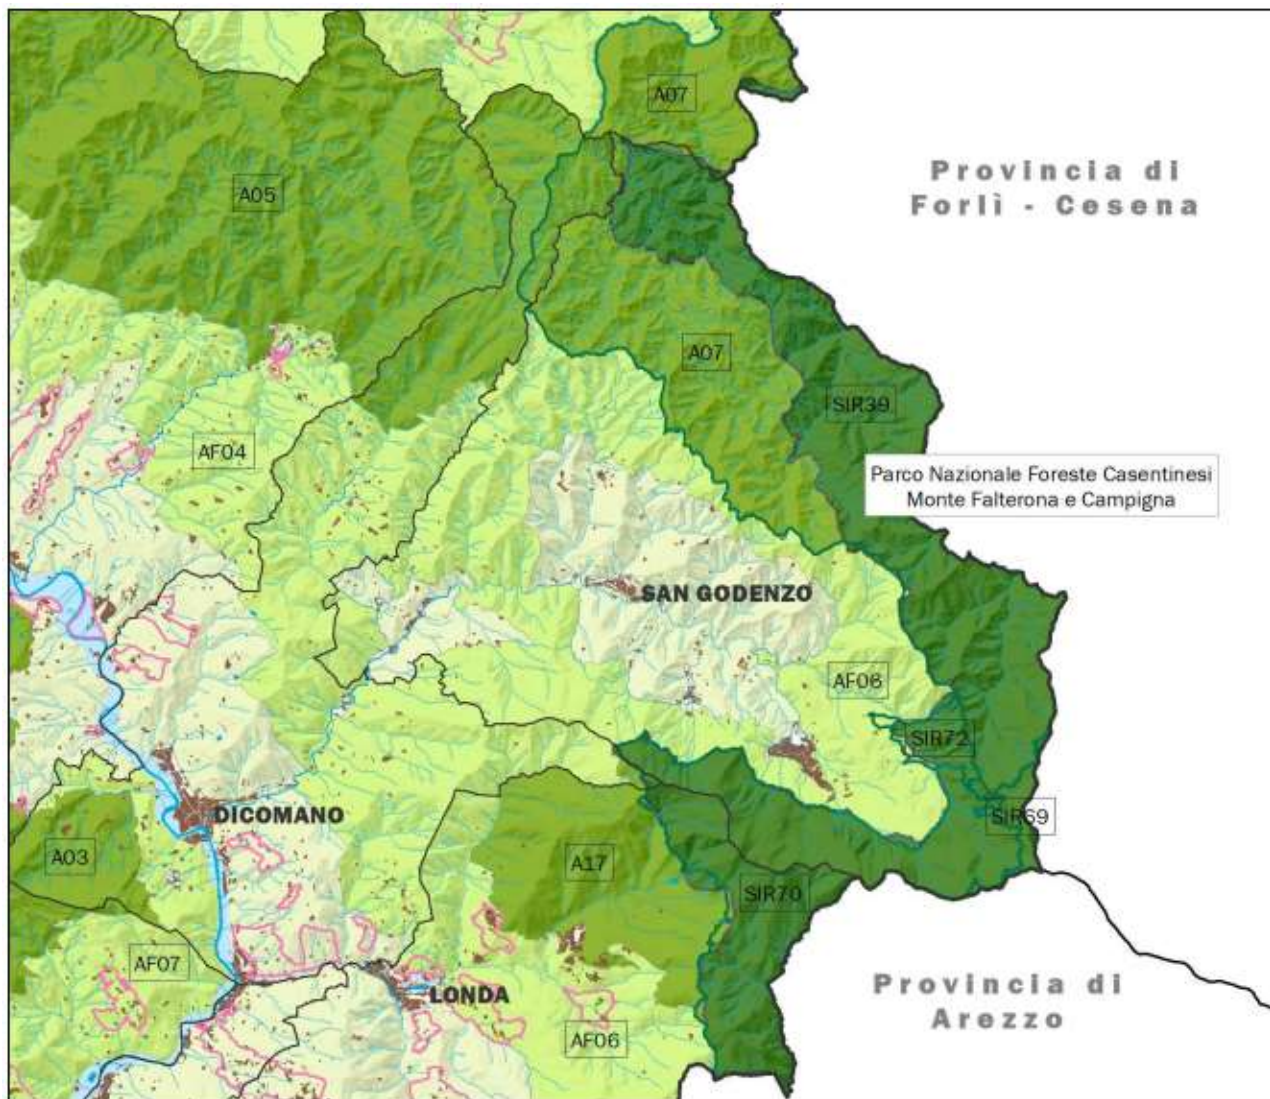 A07
Provincia di
Forlì - Cesena
A05
A07
SIR39
AF04
Parco Nazionale Foreste Casentinesi
Monte Falterona e Campigna
SAN GODENZO
AF06
SIR72
DICOMANO
SIR69
A03
A17
SIR70
AF07
LONDA
Provincia di
Arezzo
AF06